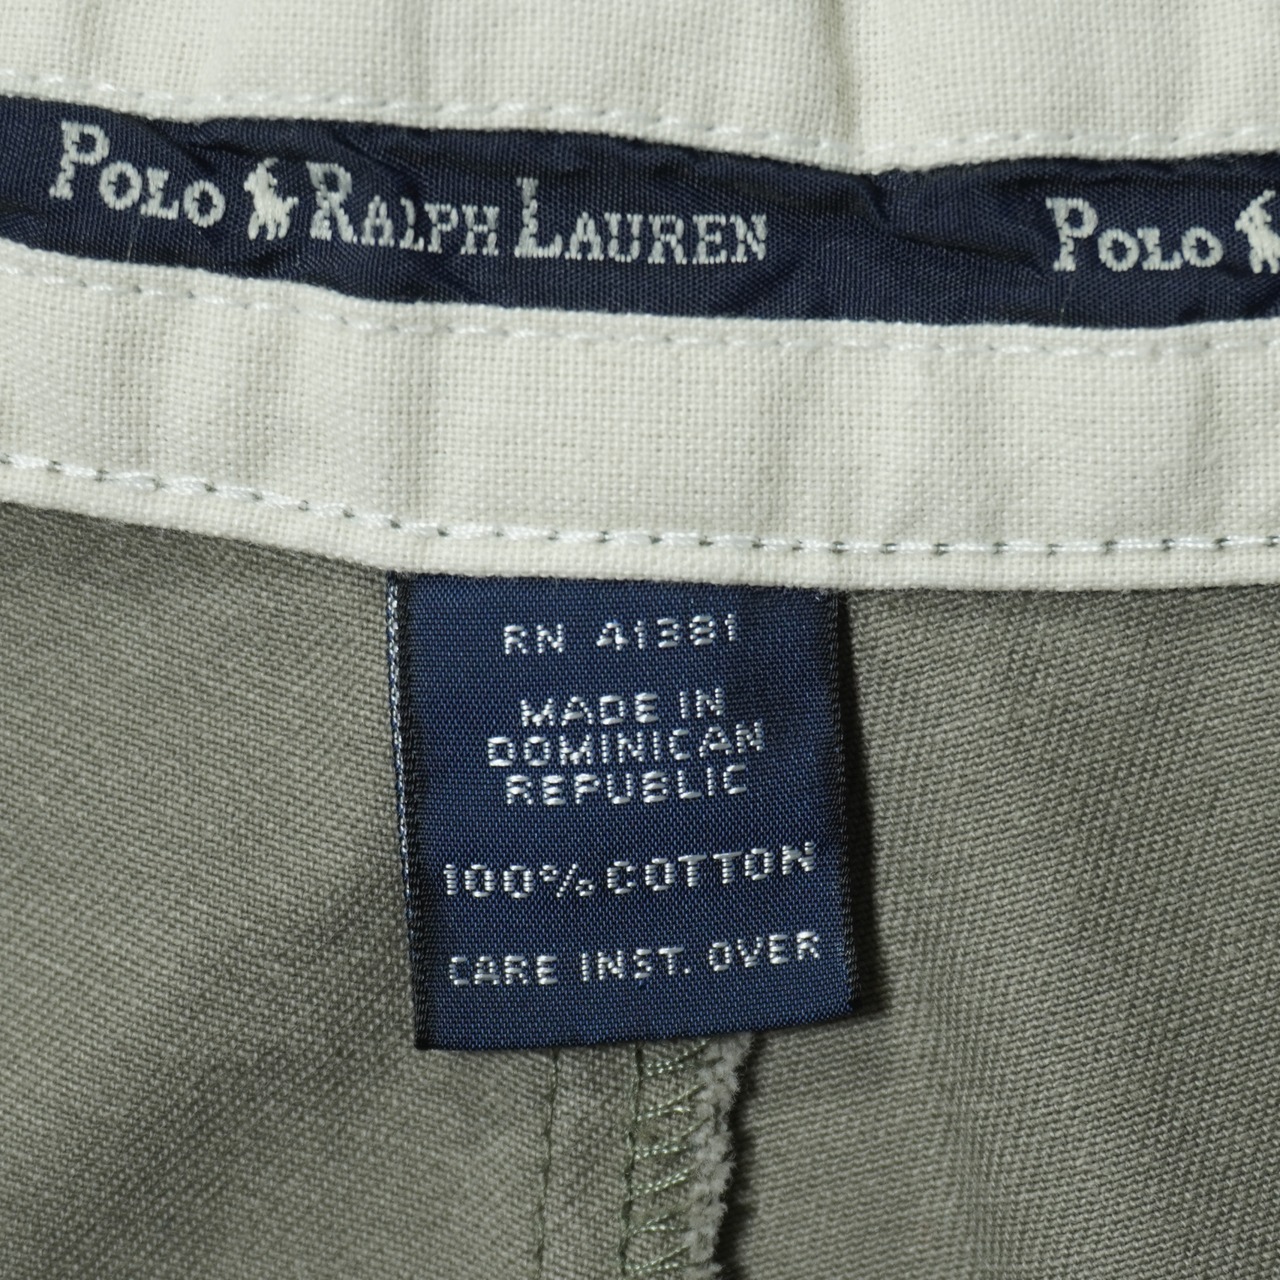 POLO RALPH LAUREN POLO
RN 41381
MADE IN
DOMINICAN
REPUBLIC
100% COTTON
CARE INST. OVER